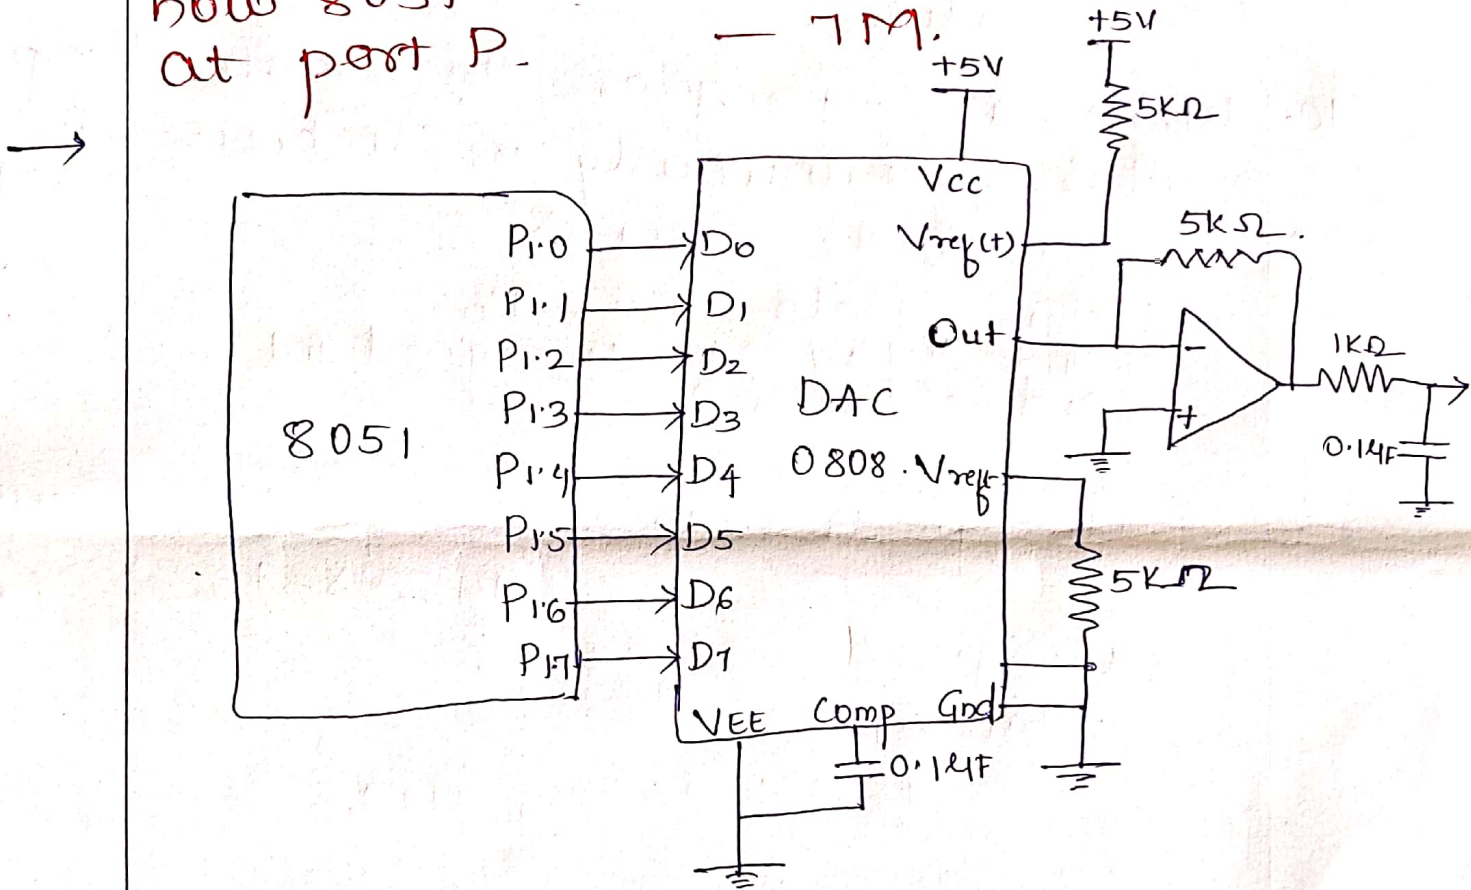 how 805
at port P. — 7M.
+5V
+5V
5KΩ
Vcc
P1.0 D0 Vref(+) 5kΩ.
P1.1 D1
P1.2 D2 Out - 1KΩ
P1.3 D3 DAC +
8051 0.1μF
P1.4 D4 0808. Vref-
P1.5 D5
P1.6 D6 5KΩ
P1.7 D7
VEE Comp Gnd
0.1μF